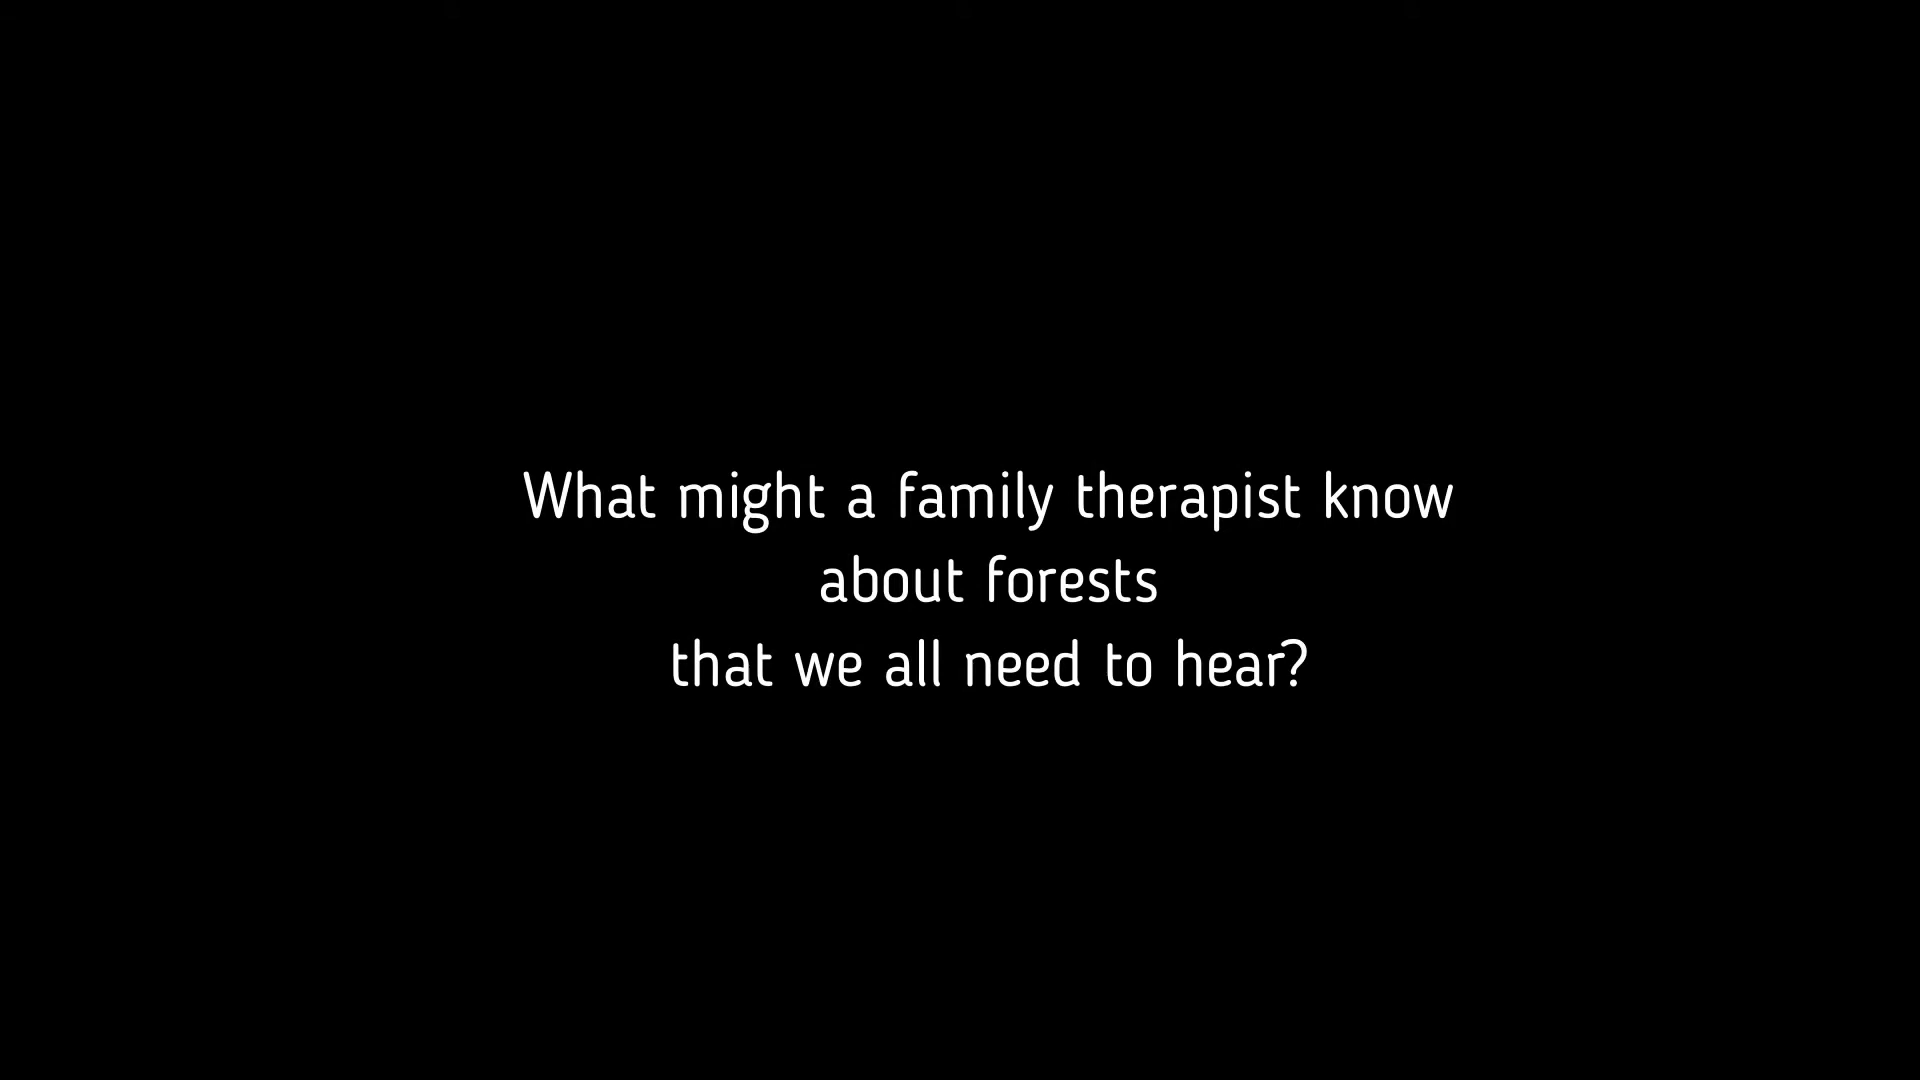 What might a family therapist know
about forests
that we all need to hear?